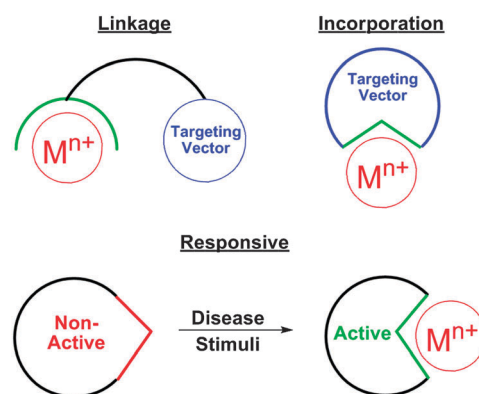 Linkage
Incorporation
Mn+
Targeting
Vector
Targeting
Vector
Mn+
Responsive
Non-
Active
Disease
Stimuli
Active
Mn+